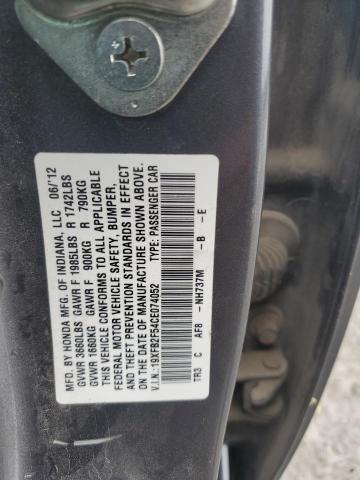 MFD. BY HONDA MFG. OF INDIANA, LLC 06/'12
GVWR 3660LBS GAWR F 1985LBS R 1742LBS
GVWR 1660KG GAWR F 900KG R 790KG
THIS VEHICLE CONFORMS TO ALL APPLICABLE
FEDERAL MOTOR VEHICLE SAFETY, BUMPER,
AND THEFT PREVENTION STANDARDS IN EFFECT
ON THE DATE OF MANUFACTURE SHOWN ABOVE.
V.I.N.: 19XFB2F54CE074052 TYPE: PASSENGER CAR
TR3 C AF8 - NH737M - B - E